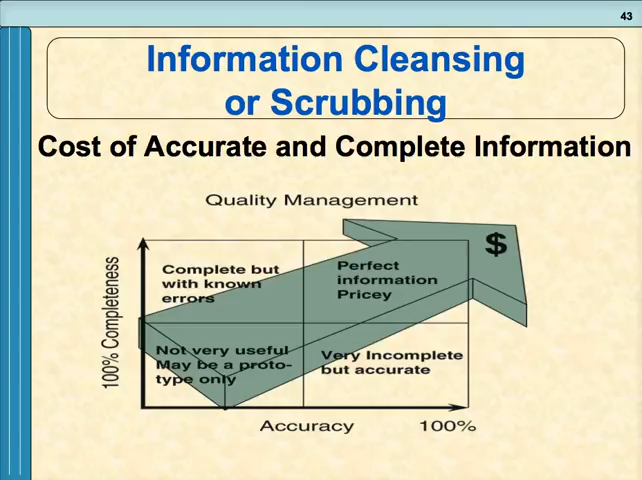 43
Information Cleansing
or Scrubbing
Cost of Accurate and Complete Information
Quality Management
$
Complete but
with known
errors
Perfect
information
Pricey
100% Completeness
Not very useful
May be a proto-
type only
Very Incomplete
but accurate
Accuracy 100%